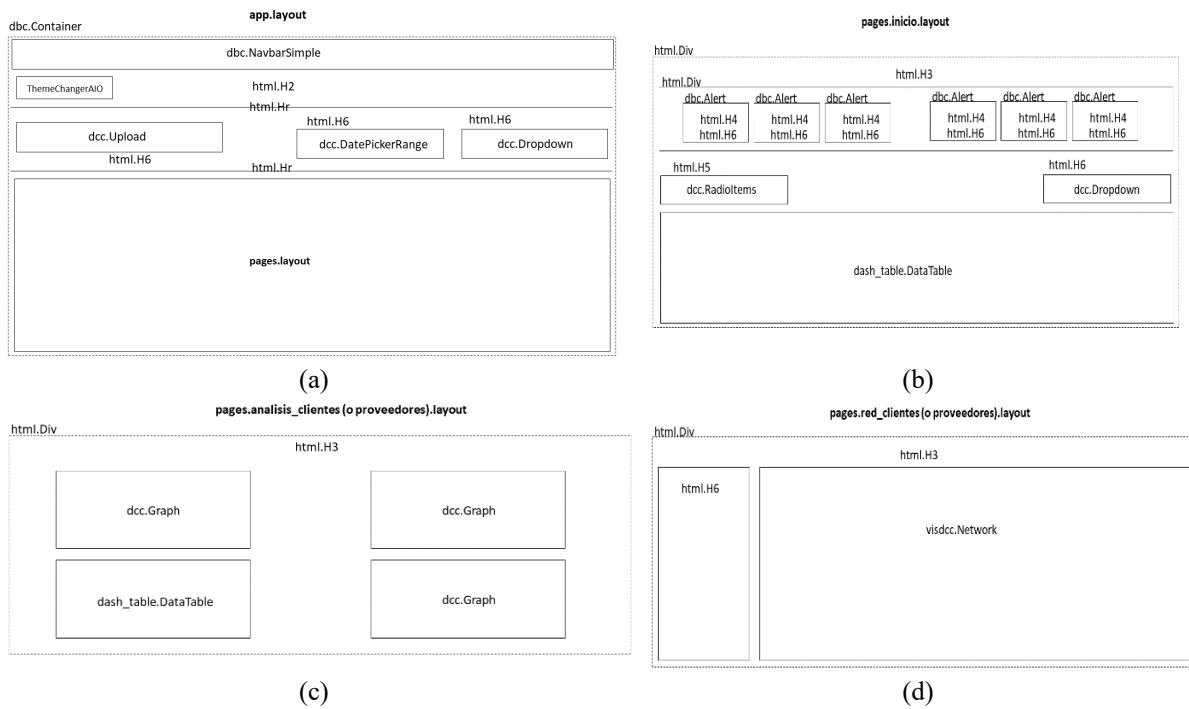 app.layout
dbc.Container
dbc.NavbarSimple
ThemeChangerAIO
html.H2
html.Hr
dcc.Upload
html.H6
html.H6
dcc.DatePickerRange
html.H6
dcc.Dropdown
html.Hr
pages.layout
(a)
pages.inicio.layout
html.Div
html.H3
html.Div
dbc.Alert dbc.Alert dbc.Alert dbc.Alert dbc.Alert dbc.Alert
html.H4 html.H4 html.H4 html.H4 html.H4 html.H4
html.H6 html.H6 html.H6 html.H6 html.H6 html.H6
html.H5
dcc.RadioItems
html.H6
dcc.Dropdown
dash_table.DataTable
(b)
pages.analisis_clientes (o proveedores).layout
html.Div
html.H3
dcc.Graph
dcc.Graph
dash_table.DataTable
dcc.Graph
(c)
pages.red_clientes (o proveedores).layout
html.Div
html.H3
html.H6
visdcc.Network
(d)